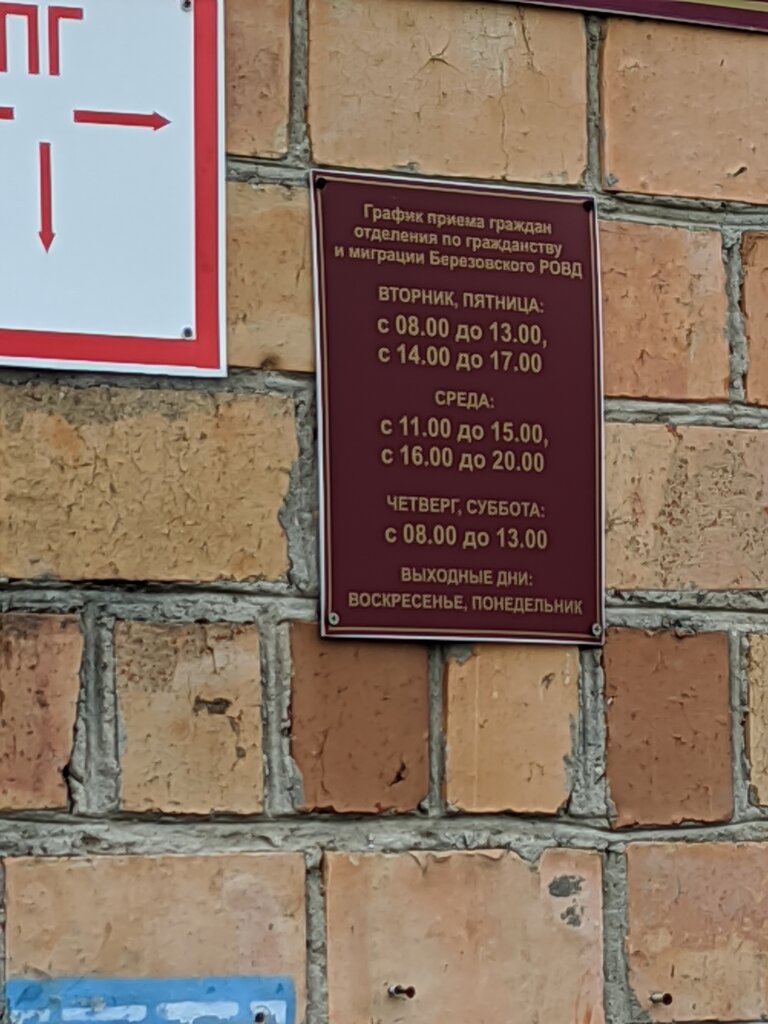 ПГ
График приема граждан
отделения по гражданству
и миграции Березовского РОВД
ВТОРНИК, ПЯТНИЦА:
с 08.00 до 13.00,
с 14.00 до 17.00
СРЕДА:
с 11.00 до 15.00,
с 16.00 до 20.00
ЧЕТВЕРГ, СУББОТА:
с 08.00 до 13.00
ВЫХОДНЫЕ ДНИ:
ВОСКРЕСЕНЬЕ, ПОНЕДЕЛЬНИК